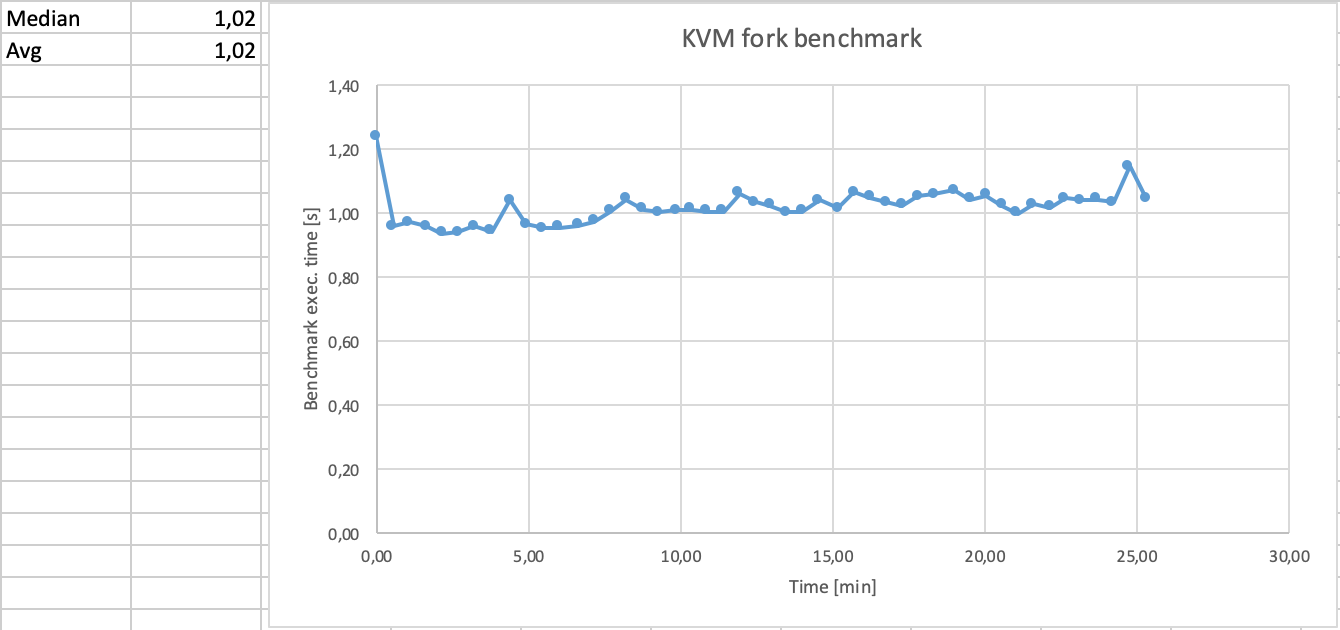 Median 1,02
Avg 1,02
KVM fork benchmark
1,40
1,20
1,00
0,80
0,60
0,40
0,20
0,00
Benchmark exec. time [s]
0,00 5,00 10,00 15,00 20,00 25,00 30,00
Time [min]